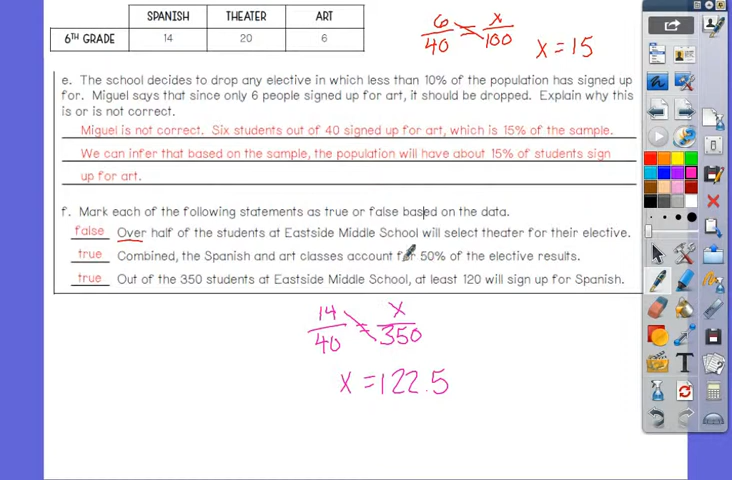 SPANISH THEATER ART
6TH GRADE 14 20 6
6/40 = x/100 x = 15
e. The school decides to drop any elective in which less than 10% of the population has signed up
for. Miguel says that since only 6 people signed up for art, it should be dropped. Explain why this
is or is not correct.
Miguel is not correct. Six students out of 40 signed up for art, which is 15% of the sample.
We can infer that based on the sample, the population will have about 15% of students sign
up for art.
f. Mark each of the following statements as true or false based on the data.
false Over half of the students at Eastside Middle School will select theater for their elective.
true Combined, the Spanish and art classes account for 50% of the elective results.
true Out of the 350 students at Eastside Middle School, at least 120 will sign up for Spanish.
14/40 = x/350
x = 122.5